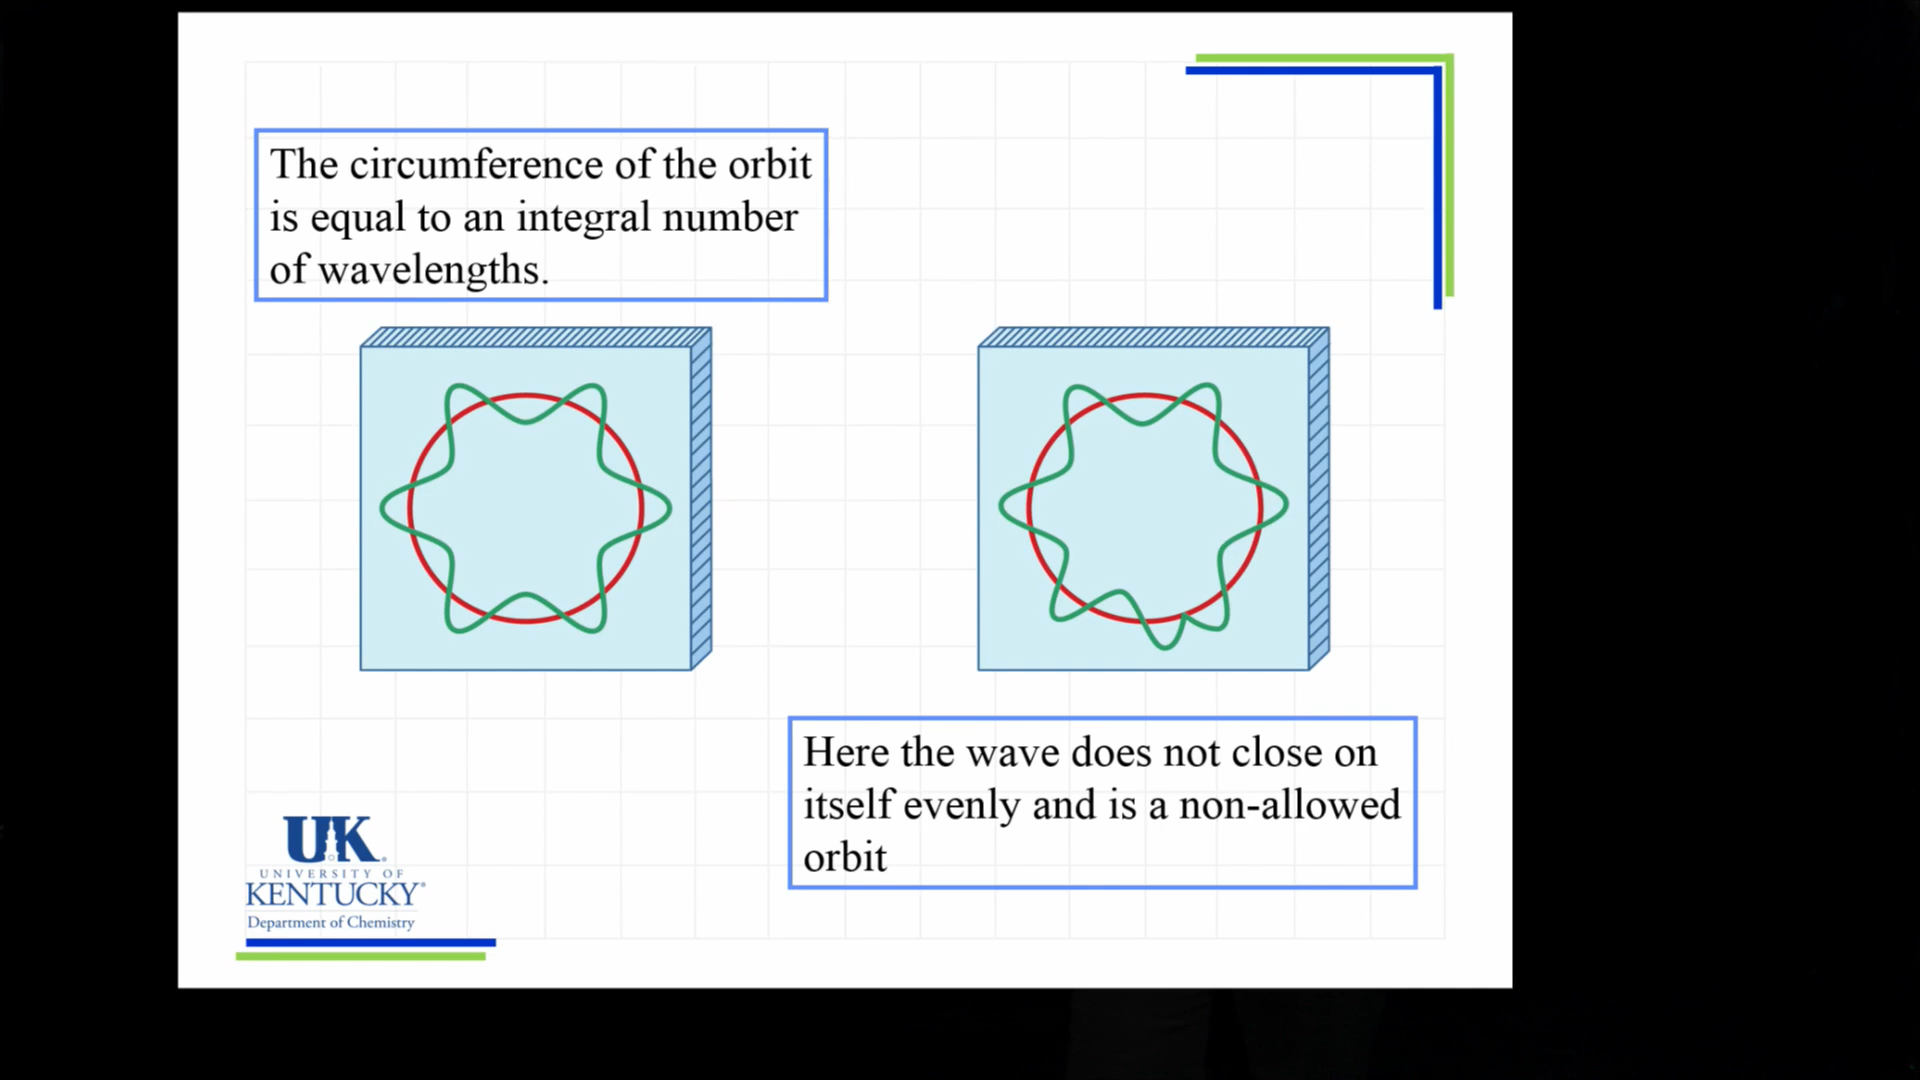 The circumference of the orbit
is equal to an integral number
of wavelengths.
Here the wave does not close on
itself evenly and is a non-allowed
orbit
UK
UNIVERSITY OF
KENTUCKY
Department of Chemistry